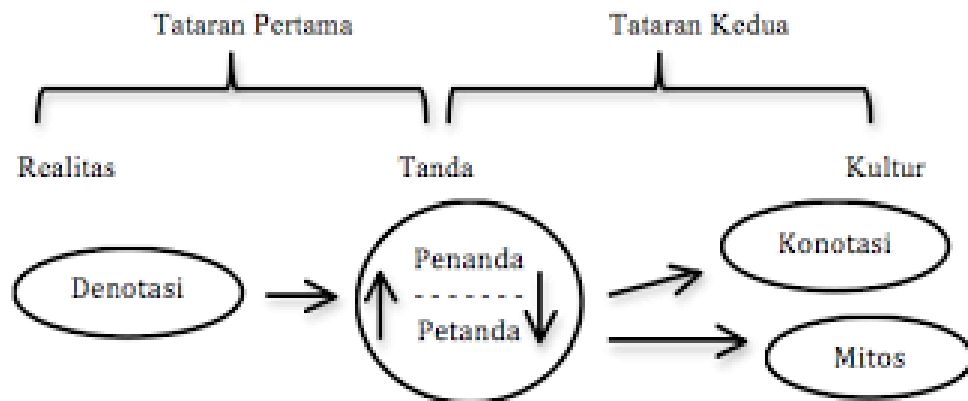 Tataran Pertama Tataran Kedua
Realitas Tanda Kultur
Denotasi
Penanda
Petanda
Konotasi
Mitos